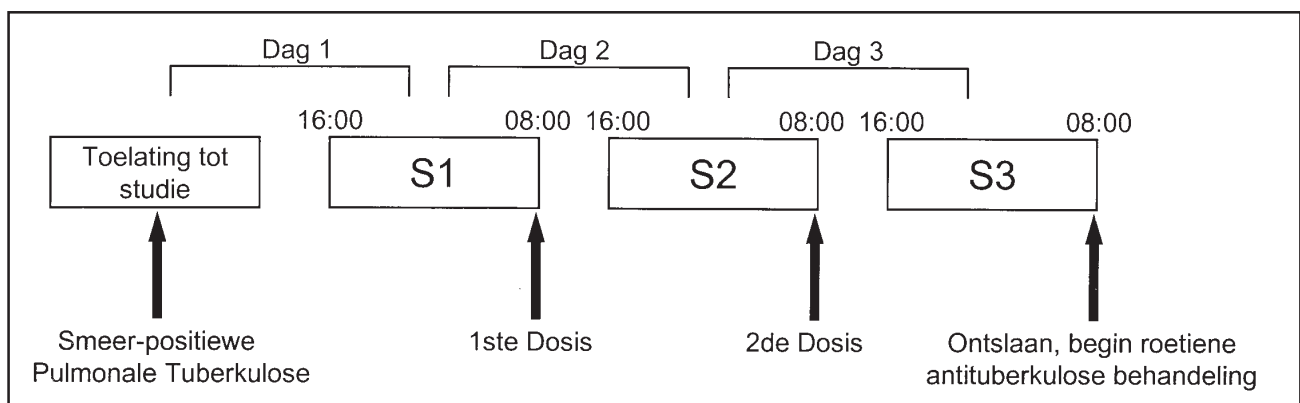 Dag 1 Dag 2 Dag 3
16:00 08:00 16:00 08:00 16:00 08:00
Toelating tot
studie
S1 S2 S3
Smeer-positiewe
Pulmonale Tuberkulose
1ste Dosis
2de Dosis
Ontslaan, begin roetiene
antituberkulose behandeling